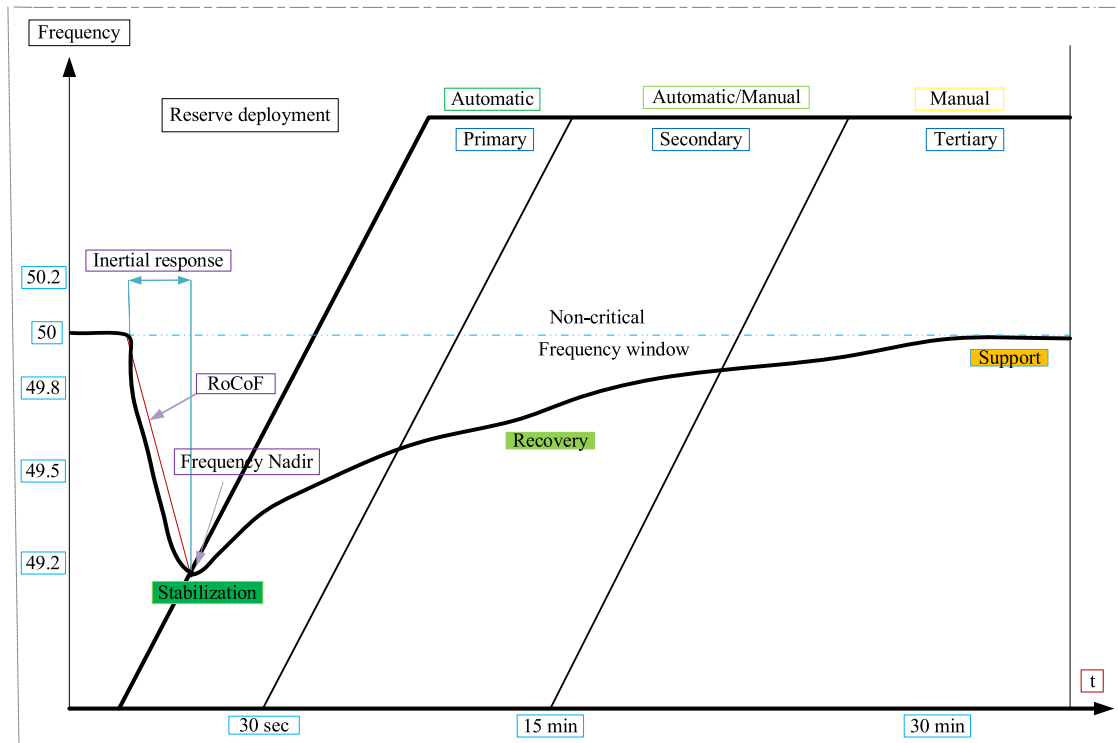 Frequency
Reserve deployment
Automatic
Automatic/Manual
Manual
Primary
Secondary
Tertiary
Inertial response
50.2
50
49.8
49.5
49.2
Non-critical
Frequency window
RoCoF
Frequency Nadir
Support
Recovery
Stabilization
t
30 sec
15 min
30 min